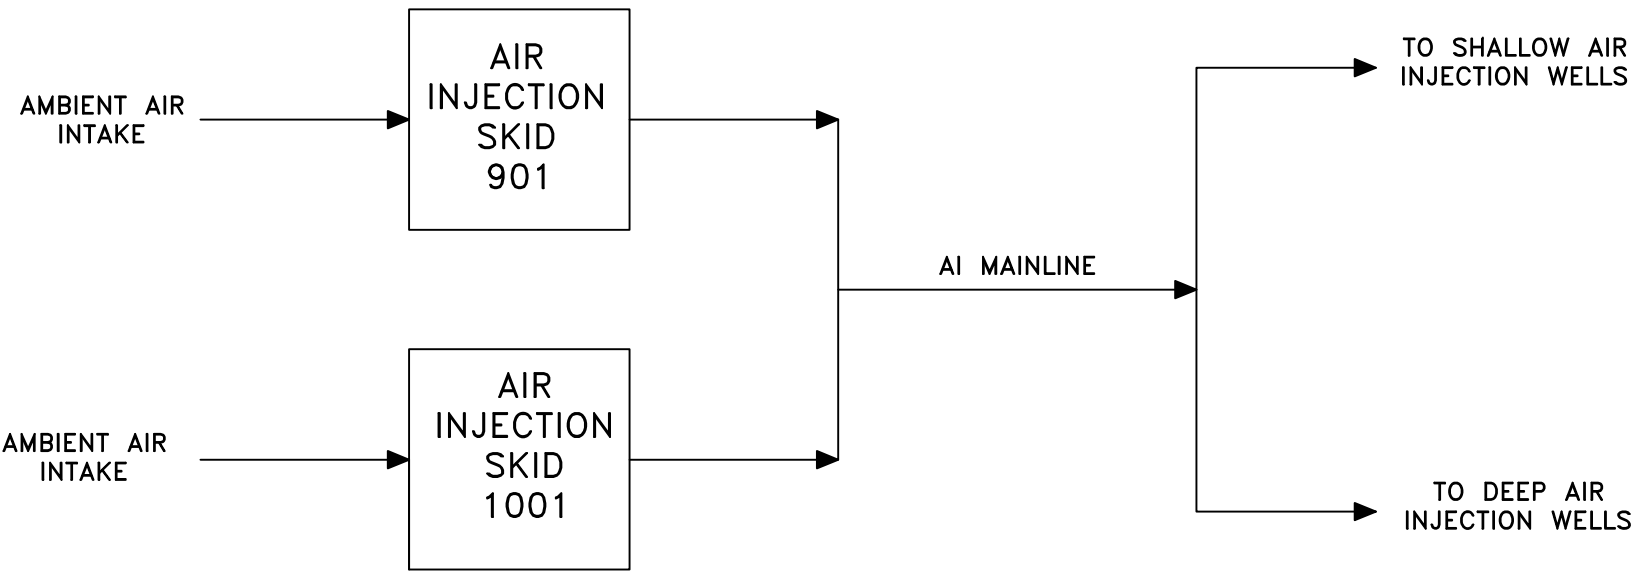 AMBIENT AIR
INTAKE
AIR
INJECTION
SKID
901
TO SHALLOW AIR
INJECTION WELLS
AI MAINLINE
AMBIENT AIR
INTAKE
AIR
INJECTION
SKID
1001
TO DEEP AIR
INJECTION WELLS